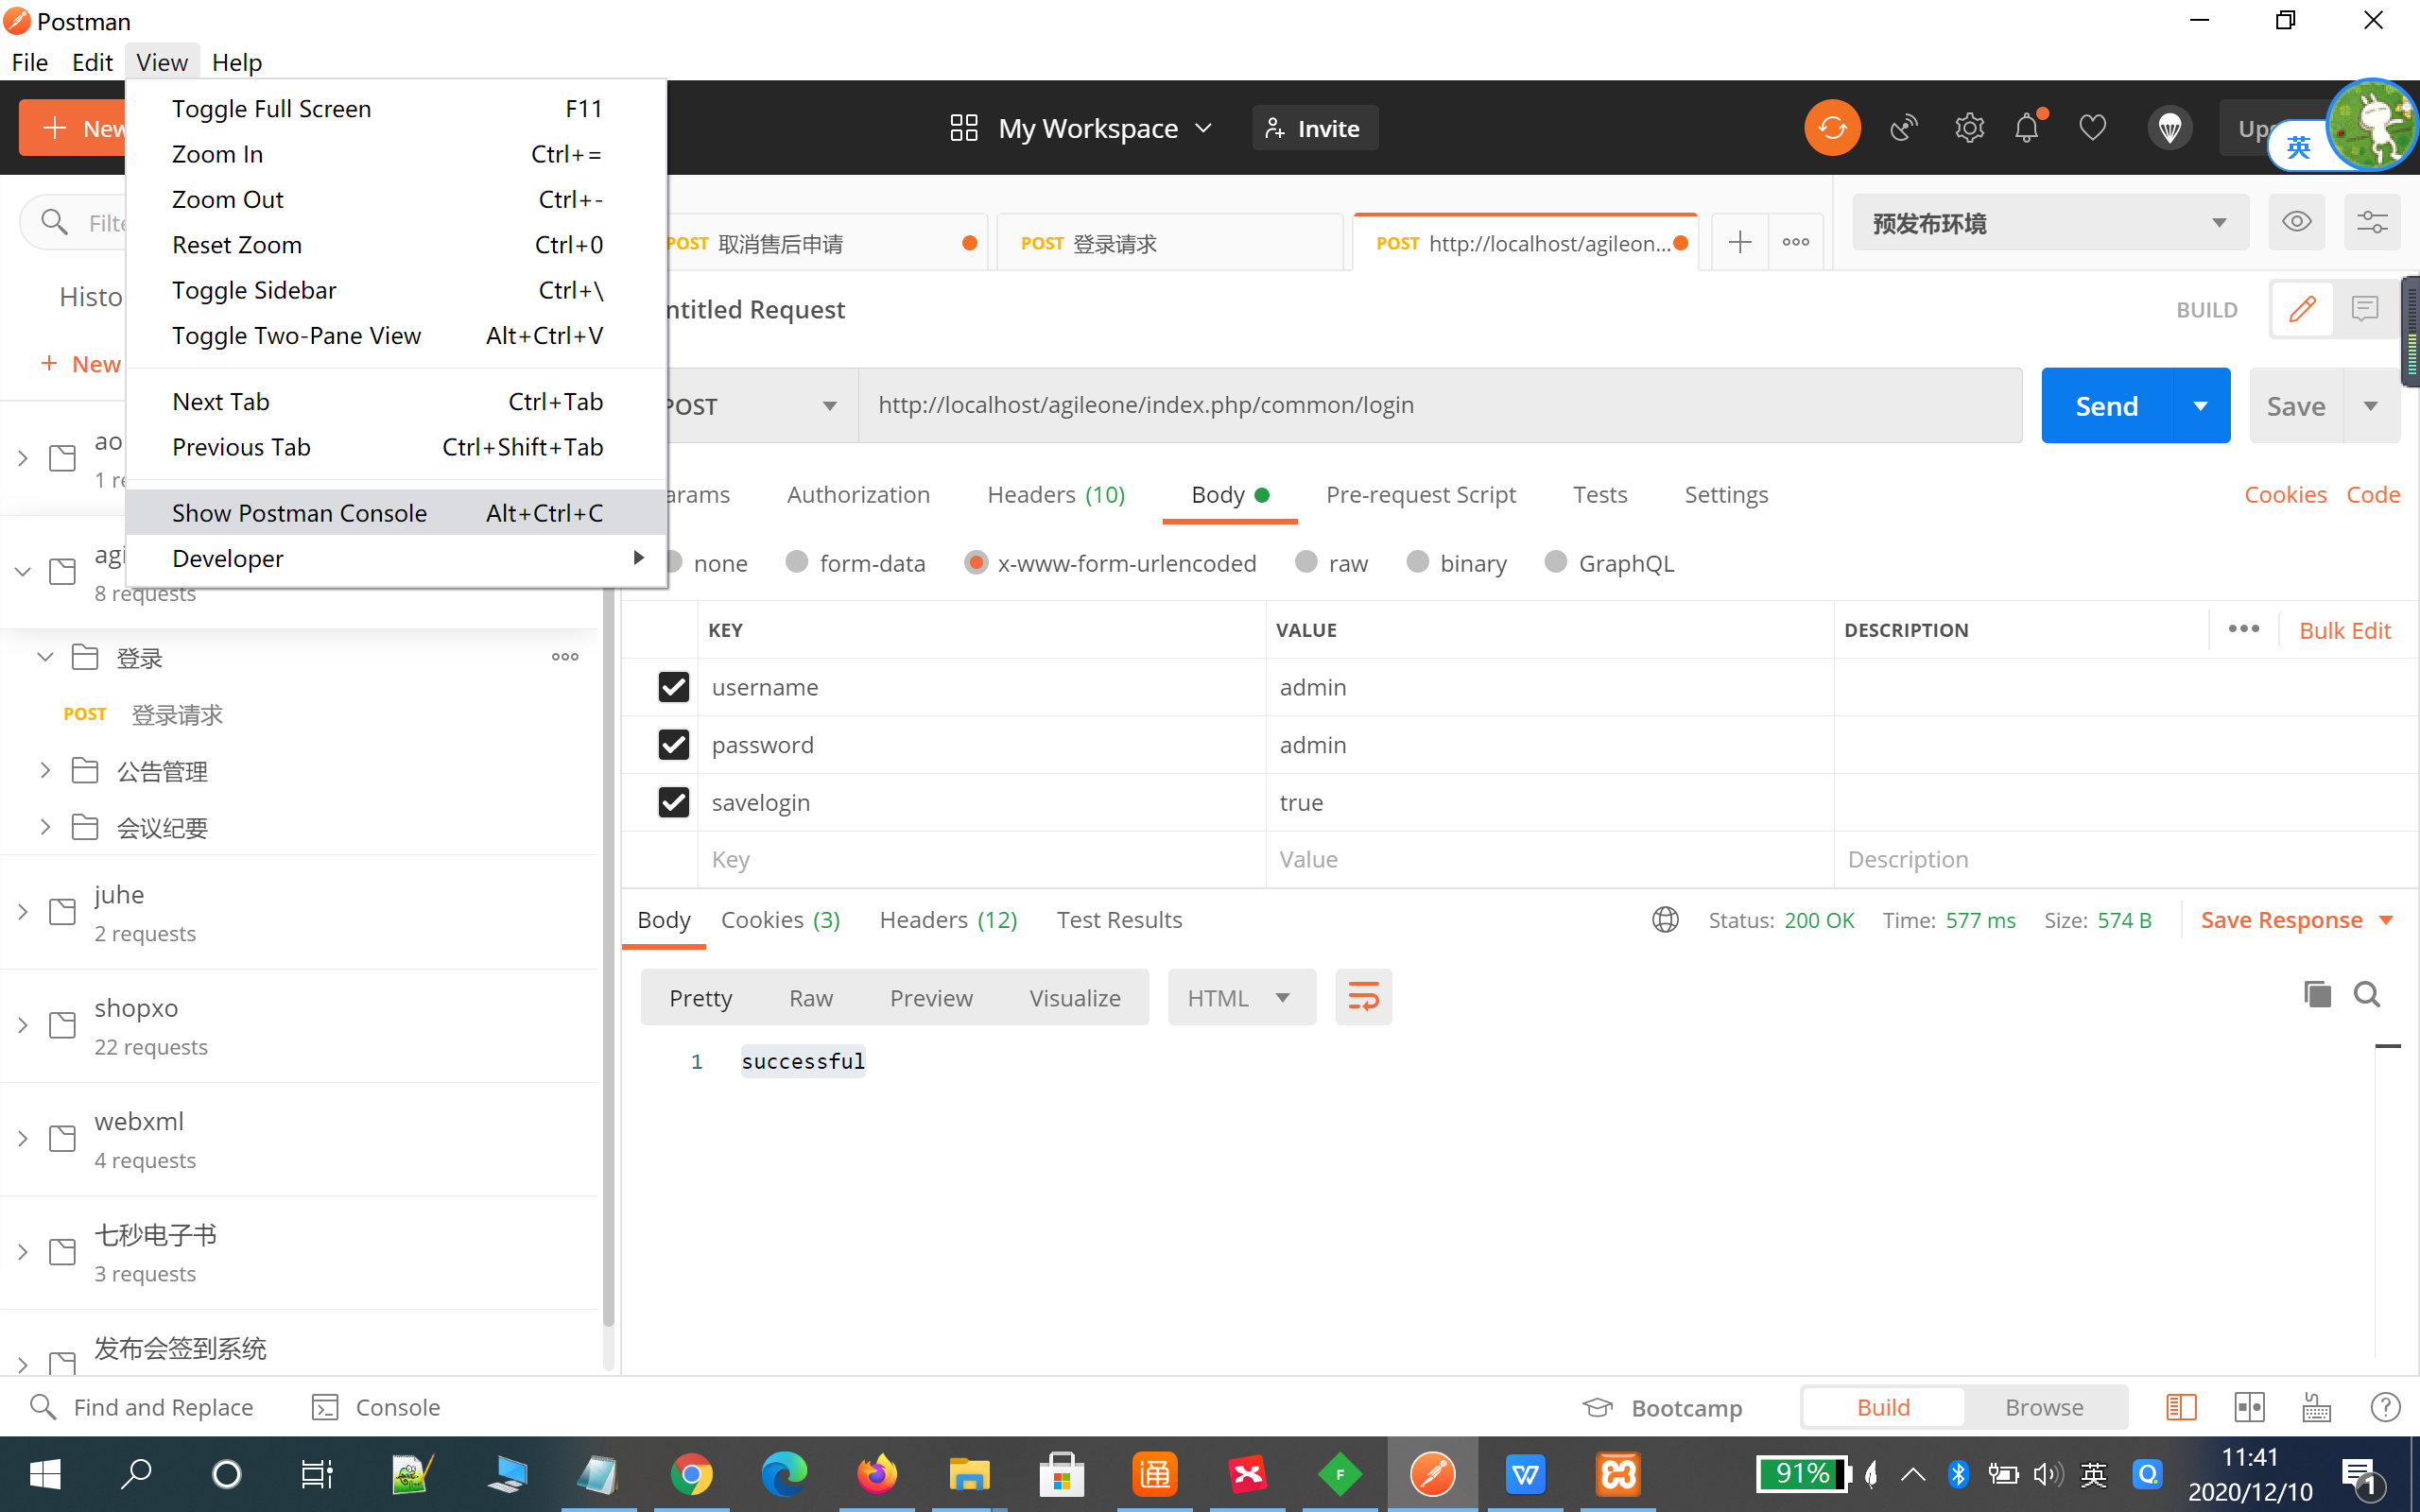 Postman
File Edit View Help
Toggle Full Screen F11
Zoom In Ctrl+=
Zoom Out Ctrl+-
Reset Zoom Ctrl+0
Toggle Sidebar Ctrl+\
Toggle Two-Pane View Alt+Ctrl+V
Next Tab Ctrl+Tab
Previous Tab Ctrl+Shift+Tab
Show Postman Console Alt+Ctrl+C
Developer
New
My Workspace
Invite
英
POST 取消售后申请
POST 登录请求
POST http://localhost/agileon...
预发布环境
Histo
ntitled Request
BUILD
+ New
POST
http://localhost/agileone/index.php/common/login
Send
Save
ao
1 re
arams Authorization Headers (10) Body Pre-request Script Tests Settings Cookies Code
agi
8 requests
none form-data x-www-form-urlencoded raw binary GraphQL
KEY VALUE DESCRIPTION Bulk Edit
username admin
password admin
savelogin true
Key Value Description
登录
POST 登录请求
公告管理
会议纪要
juhe
2 requests
shopxo
22 requests
webxml
4 requests
七秒电子书
3 requests
发布会签到系统
Body Cookies (3) Headers (12) Test Results
Status: 200 OK Time: 577 ms Size: 574 B Save Response
Pretty Raw Preview Visualize HTML
1 successful
Find and Replace Console
Bootcamp Build Browse
通
F
91%
英
11:41
2020/12/10
1